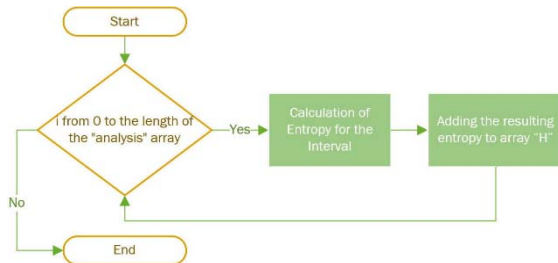 Start
i from 0 to the length of
the "analysis" array
Yes
Calculation of
Entropy for the
Interval
Adding the resulting
entropy to array "H"
No
End